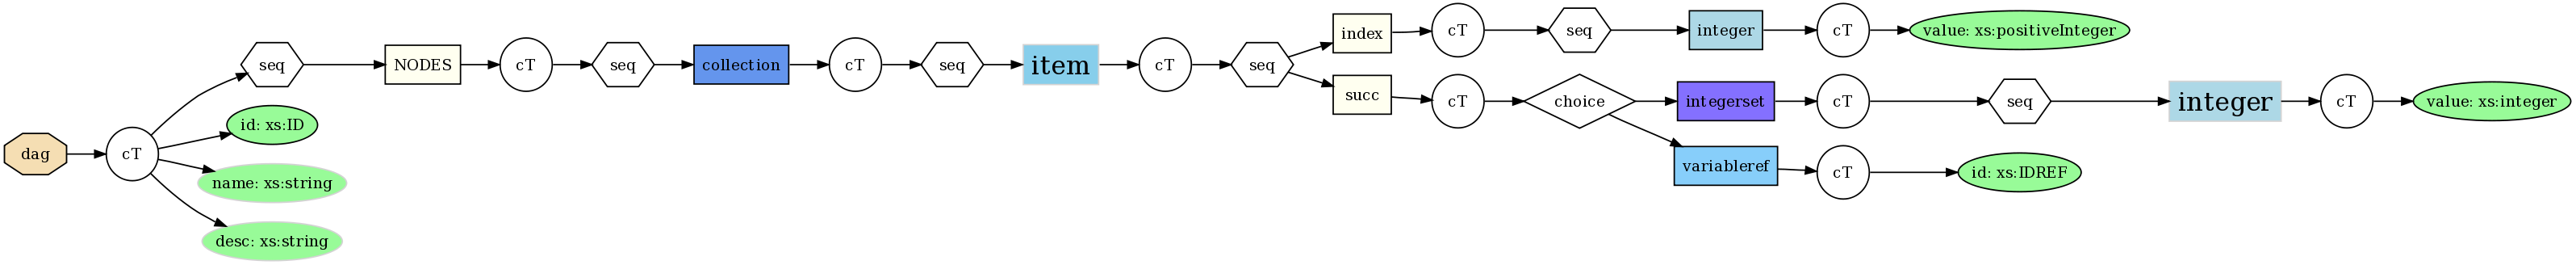 dag
cT
seq
id: xs:ID
name: xs:string
desc: xs:string
NODES
cT
seq
collection
cT
seq
item
cT
seq
index
cT
seq
integer
cT
value: xs:positiveInteger
succ
cT
choice
integerset
cT
seq
integer
cT
value: xs:integer
variableref
cT
id: xs:IDREF